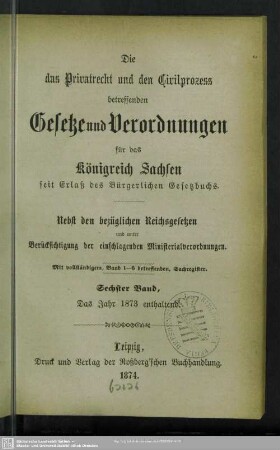 Die
das Privatrecht und den Civilprozess
betreffenden
Gesetze und Verordnungen
für das
Königreich Sachsen
seit Erlaß des Bürgerlichen Gesetzbuchs.
Nebst den bezüglichen Reichsgesetzen
und unter
Berücksichtigung der einschlagenden Ministerialverordnungen.
Mit vollständigem, Band 1—6 betreffenden, Sachregister.
Sechster Band,
Das Jahr 1873 enthaltend.
Leipzig,
Druck und Verlag der Roßberg'schen Buchhandlung.
1874.